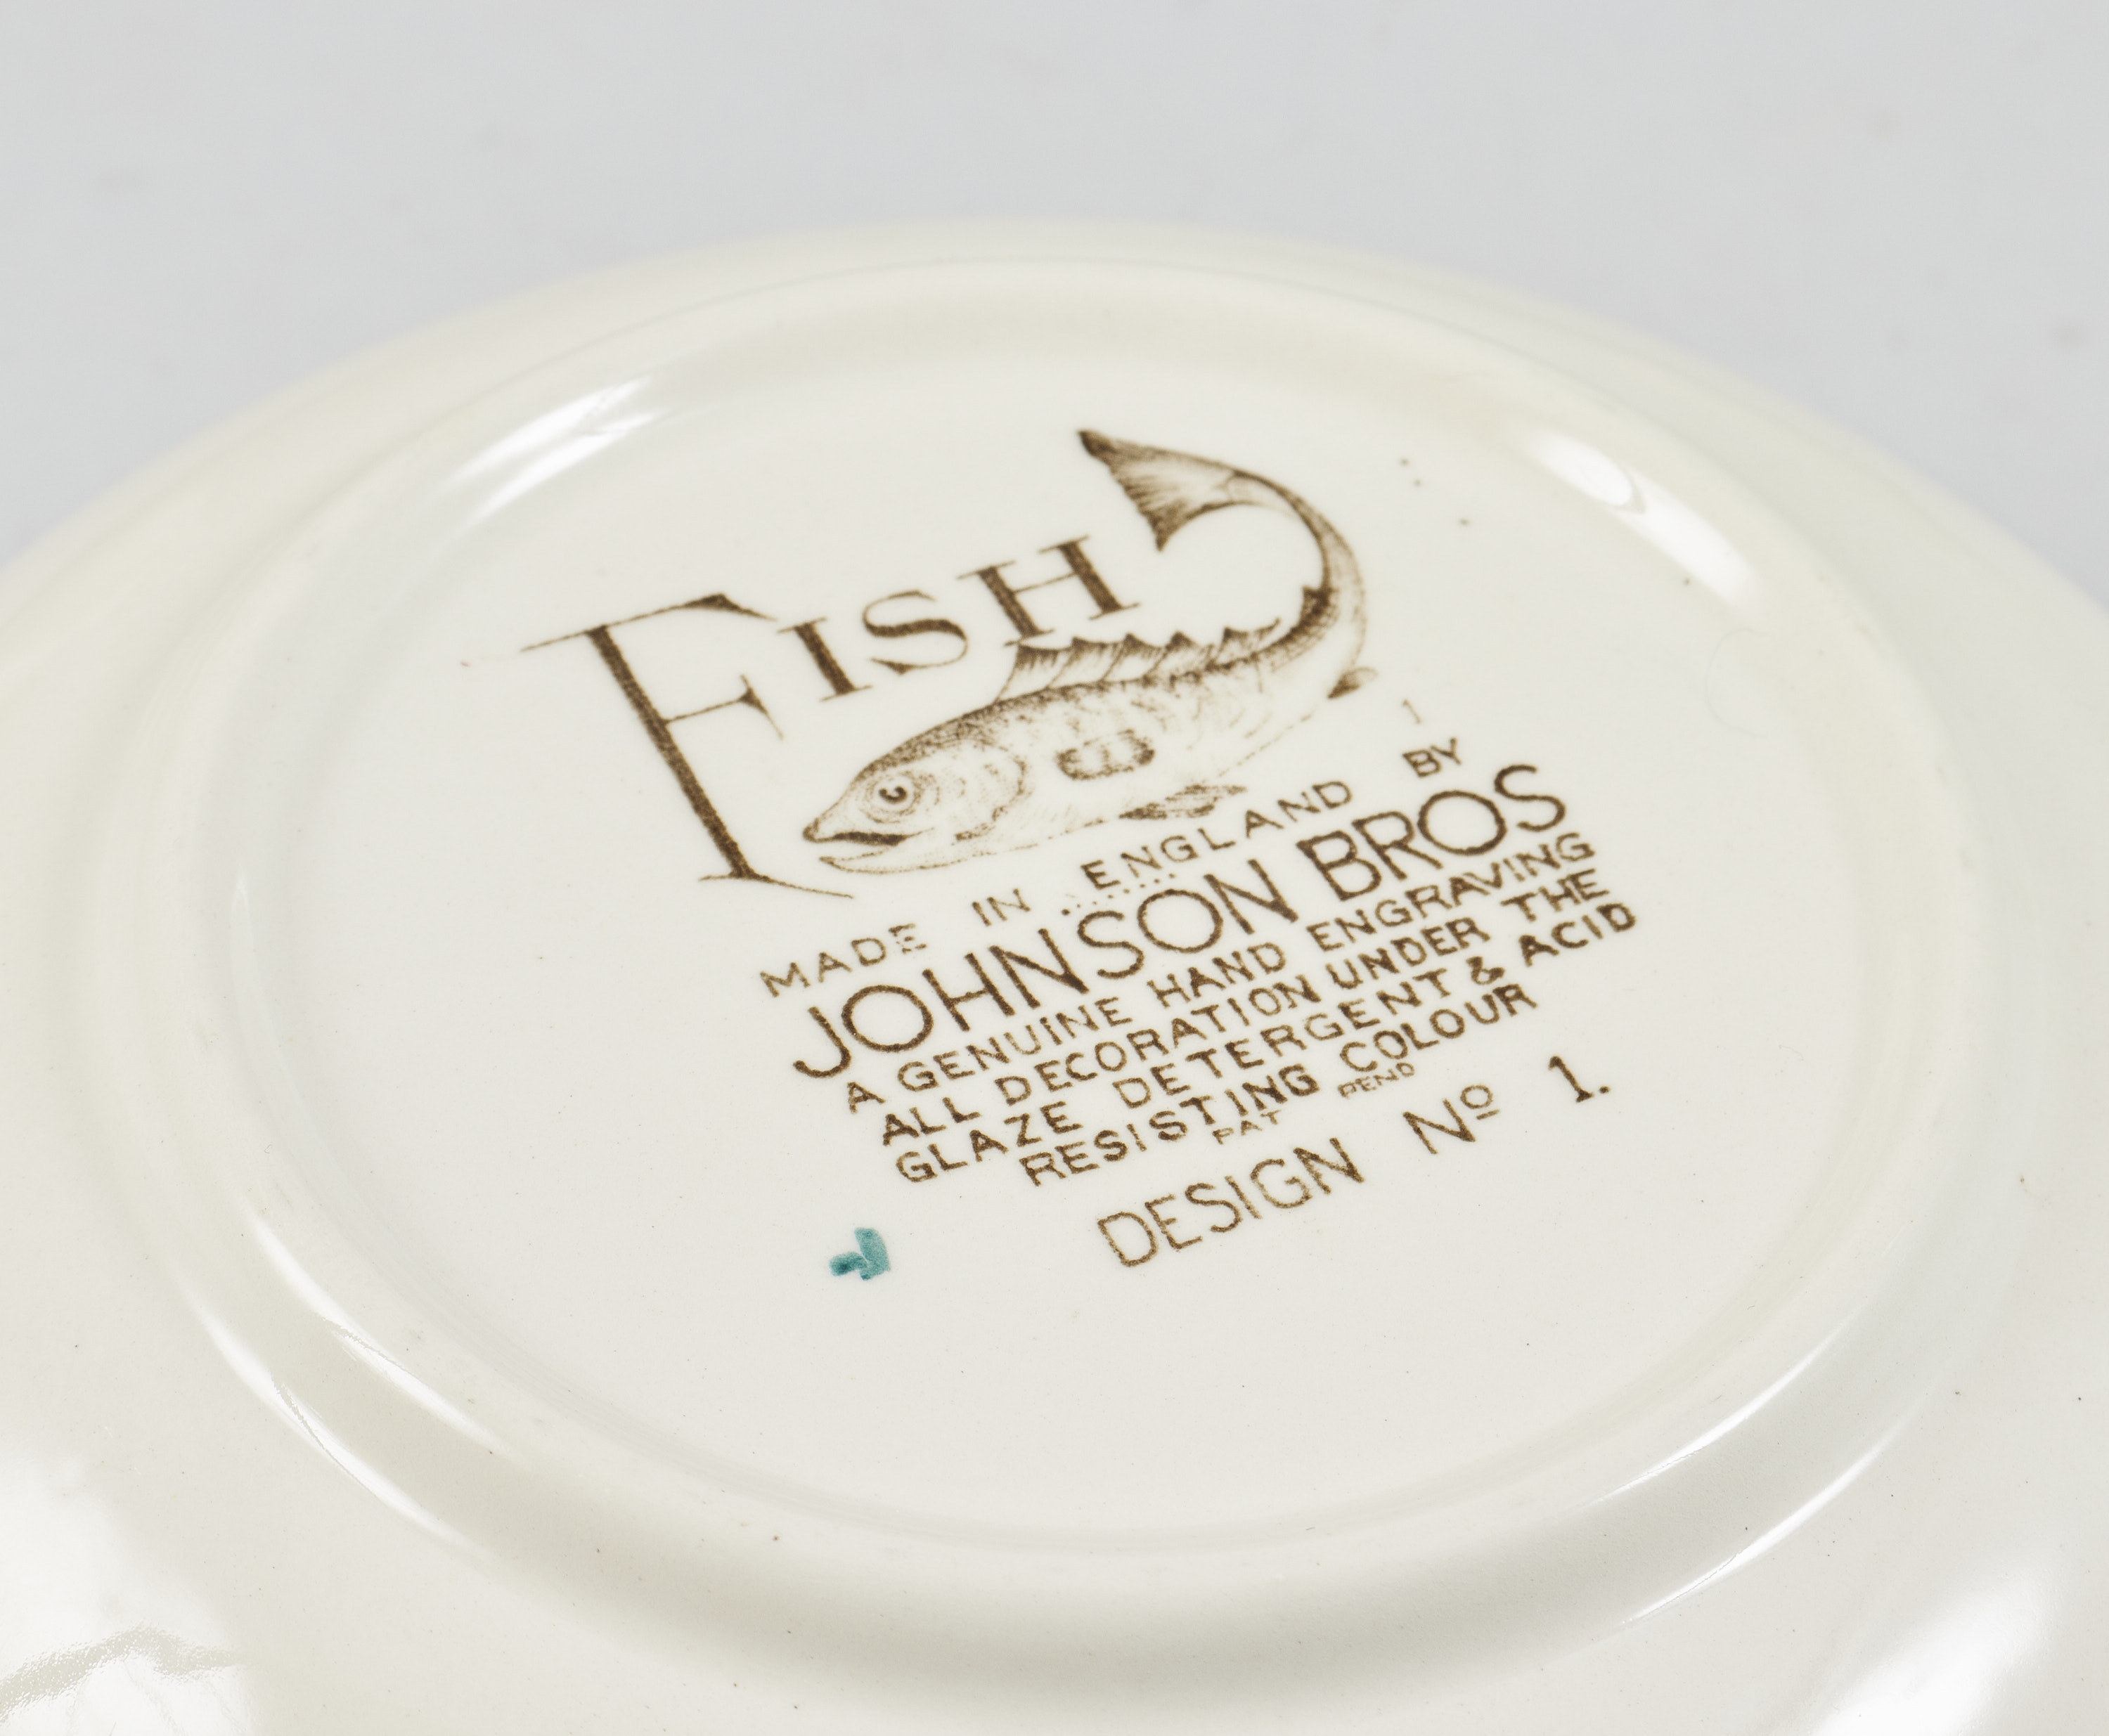 FISH
1
MADE IN ENGLAND BY
JOHNSON BROS
A GENUINE HAND ENGRAVING
ALL DECORATION UNDER THE
GLAZE DETERGENT & ACID
RESISTING COLOUR
PAT PEND
DESIGN Nº 1.